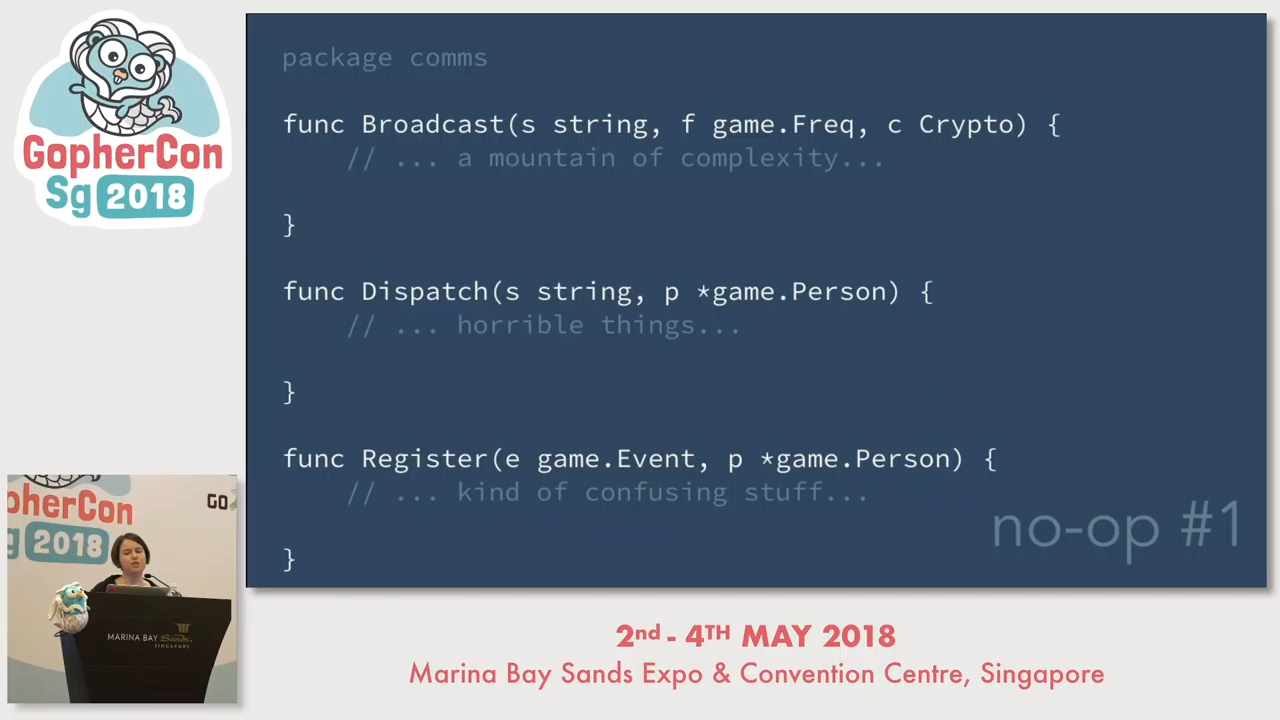 GopherCon
Sg 2018
package comms
func Broadcast(s string, f game.Freq, c Crypto) {
// ... a mountain of complexity...
}
func Dispatch(s string, p *game.Person) {
// ... horrible things...
}
func Register(e game.Event, p *game.Person) {
// ... kind of confusing stuff...
}
no-op #1
pherCon
g 2018
GO
MARINA BAY Sands
SINGAPORE
2nd - 4TH MAY 2018
Marina Bay Sands Expo & Convention Centre, Singapore